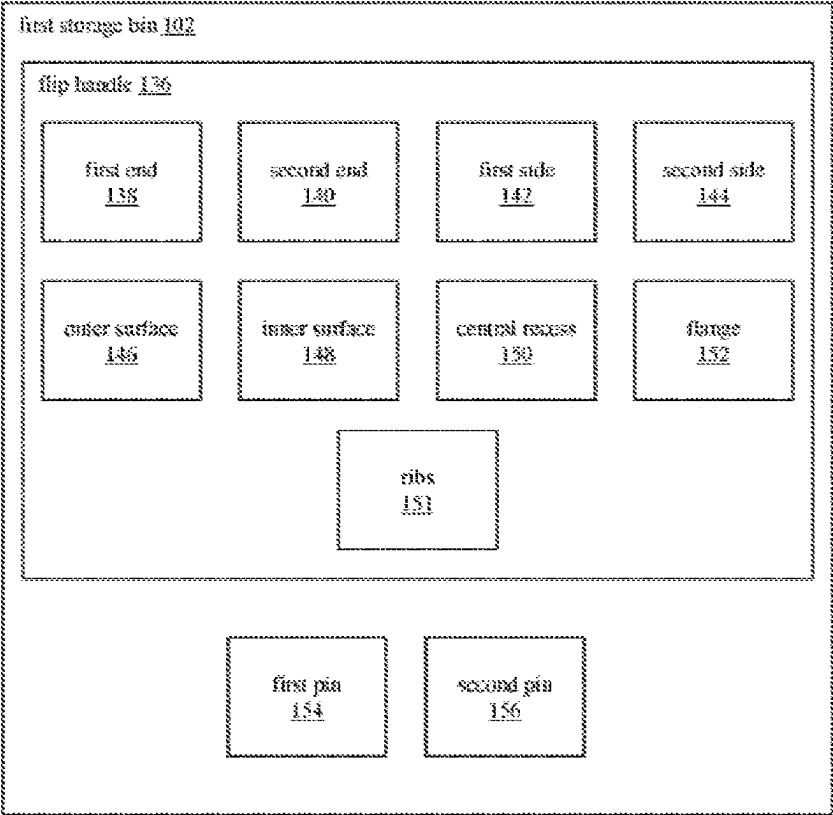 first storage bin 102
flip handle 136
first end
138
second end
140
first side
142
second side
144
outer surface
146
inner surface
148
central recess
150
flange
152
ribs
151
first pin
154
second pin
156